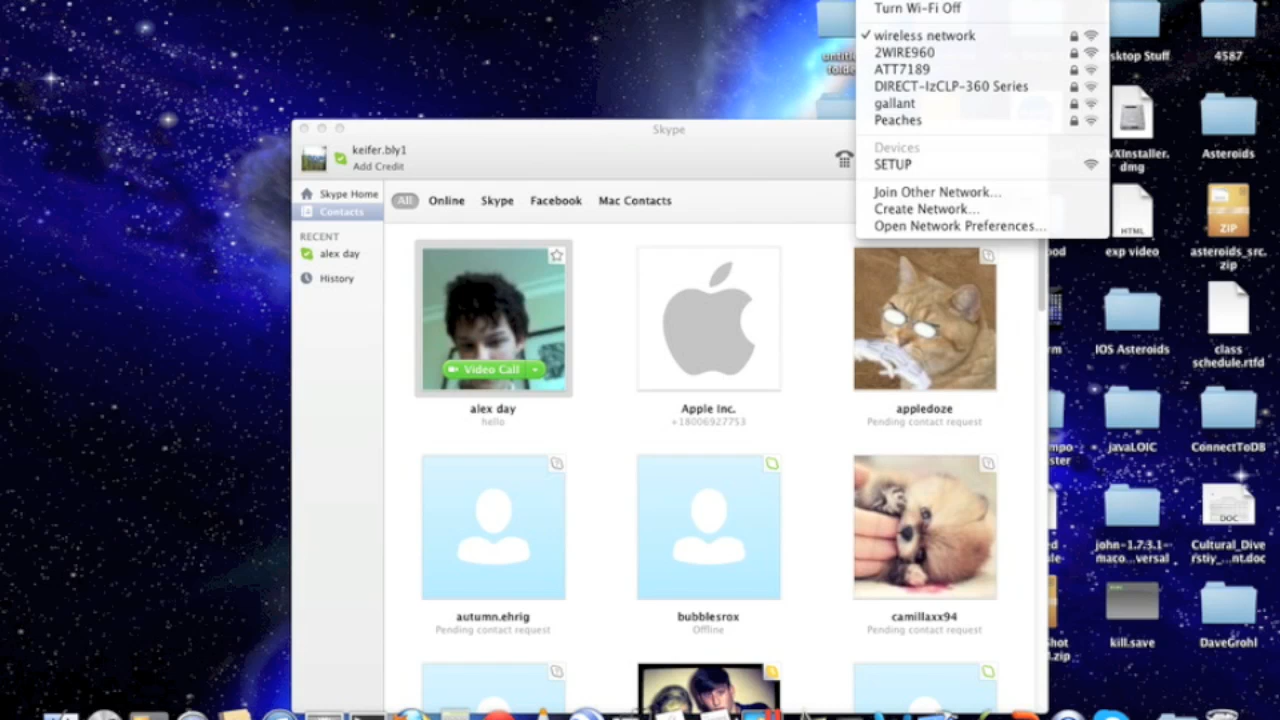 Turn Wi-Fi Off
wireless network
2WIRE960
ATT7189
DIRECT-IzCLP-360 Series
gallant
Peaches
Devices
SETUP
Join Other Network...
Create Network...
Open Network Preferences...
Skype
keifer.bly1
Add Credit
Skype Home
Contacts
RECENT
alex day
History
All Online Skype Facebook Mac Contacts
Video Call
alex day
hello
Apple Inc.
+18006927753
appledoze
Pending contact request
autumn.ehrig
Pending contact request
bubblesrox
Offline
camillaxx94
Pending contact request
4587
Asteroids
HTML
exp video
ZIP
asteroids_src.
zip
IOS Asteroids
class
schedule.rtfd
javaLOIC
ConnectToDB
john-1.7.3.1-
maco...versal
DOC
Cultural_Dive
rstiy_...nt.doc
kill.save
DaveGrohl